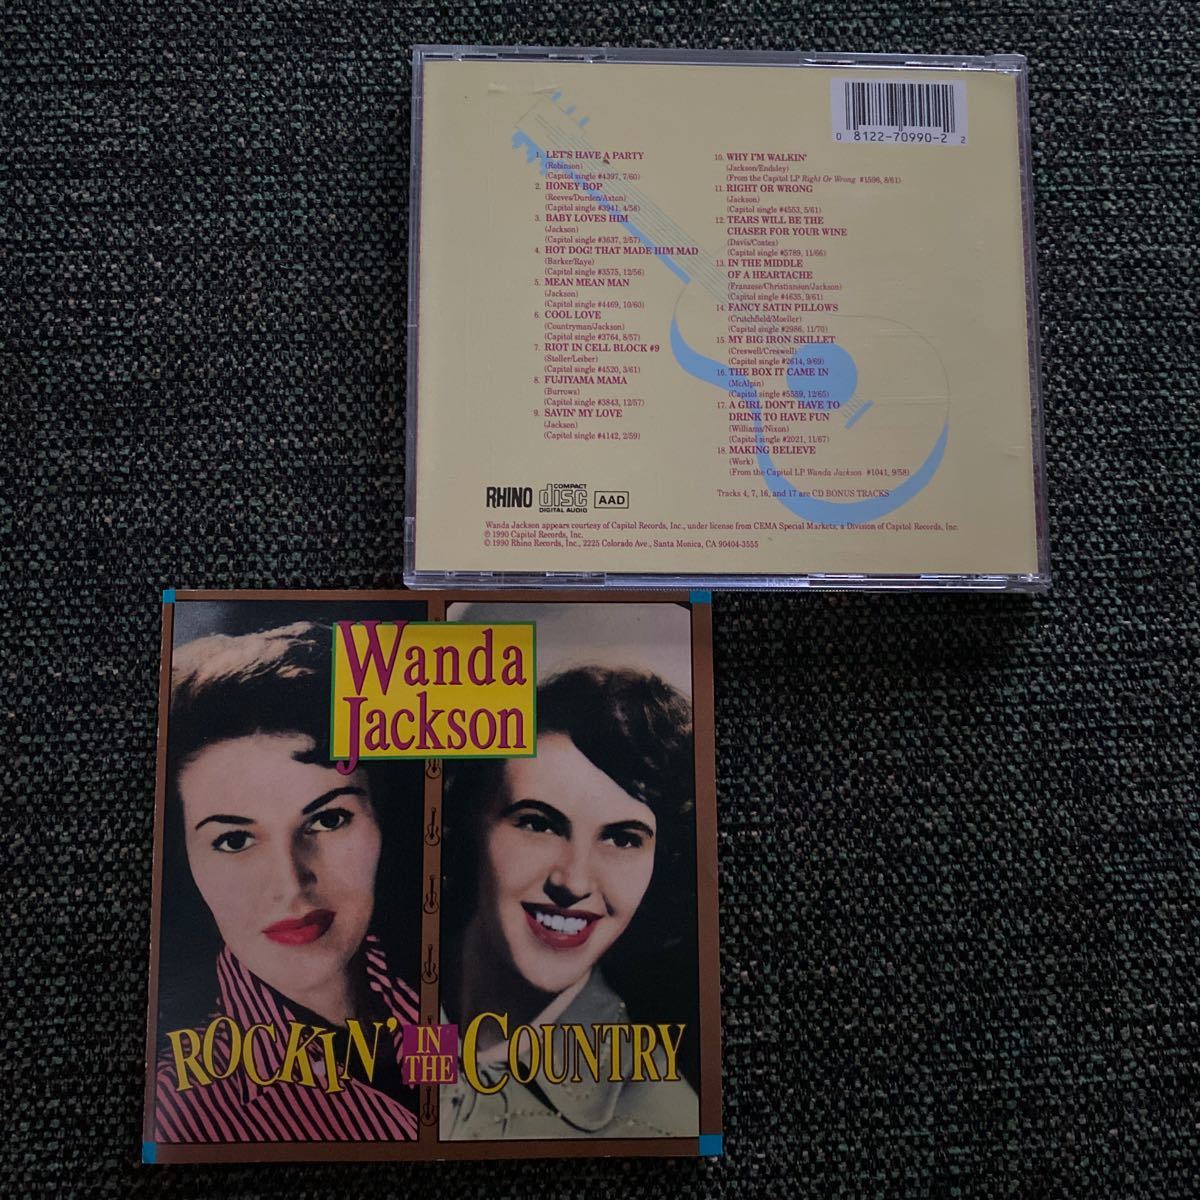 0 8122-70990-2 2
1. LET'S HAVE A PARTY
(Robinson)
(Capitol single #4397, 7/60)
2. HONEY BOP
(Reeves/Durden/Axton)
(Capitol single #3941, 4/58)
3. BABY LOVES HIM
(Jackson)
(Capitol single #3637, 2/57)
4. HOT DOG! THAT MADE HIM MAD
(Barker/Raye)
(Capitol single #3575, 12/56)
5. MEAN MEAN MAN
(Jackson)
(Capitol single #4469, 10/60)
6. COOL LOVE
(Countryman/Jackson)
(Capitol single #3764, 8/57)
7. RIOT IN CELL BLOCK #9
(Stoller/Leiber)
(Capitol single #4520, 3/61)
8. FUJIYAMA MAMA
(Burrows)
(Capitol single #3843, 12/57)
9. SAVIN' MY LOVE
(Jackson)
(Capitol single #4142, 2/59)
10. WHY I'M WALKIN'
(Jackson/Endsley)
(From the Capitol LP Right Or Wrong #1596, 8/61)
11. RIGHT OR WRONG
(Jackson)
(Capitol single #4553, 5/61)
12. TEARS WILL BE THE
CHASER FOR YOUR WINE
(Davis/Coates)
(Capitol single #5789, 11/66)
13. IN THE MIDDLE
OF A HEARTACHE
(Franzese/Christianson/Jackson)
(Capitol single #4635, 9/61)
14. FANCY SATIN PILLOWS
(Crutchfield/Moeller)
(Capitol single #2986, 11/70)
15. MY BIG IRON SKILLET
(Creswell/Creswell)
(Capitol single #2614, 9/69)
16. THE BOX IT CAME IN
(McAlpin)
(Capitol single #5559, 12/65)
17. A GIRL DON'T HAVE TO
DRINK TO HAVE FUN
(Williams/Nixon)
(Capitol single #2021, 11/67)
18. MAKING BELIEVE
(Work)
(From the Capitol LP Wanda Jackson #1041, 9/58)
Tracks 4, 7, 16, and 17 are CD BONUS TRACKS
RHINO COMPACT disc DIGITAL AUDIO AAD
Wanda Jackson appears courtesy of Capitol Records, Inc., under license from CEMA Special Markets, a Division of Capitol Records, Inc.
℗ 1990 Capitol Records, Inc.
© 1990 Rhino Records, Inc., 2225 Colorado Ave., Santa Monica, CA 90404-3555
Wanda
Jackson
ROCKIN' IN THE COUNTRY